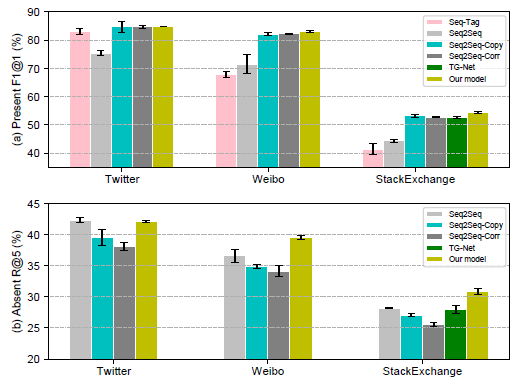 (a) Present F1@1 (%)
90
80
70
60
50
40
Seq-Tag
Seq2Seq
Seq2Seq-Copy
Seq2Seq-Corr
TG-Net
Our model
Twitter
Weibo
StackExchange
(b) Absent R@5 (%)
45
40
35
30
25
20
Seq2Seq
Seq2Seq-Copy
Seq2Seq-Corr
TG-Net
Our model
Twitter
Weibo
StackExchange